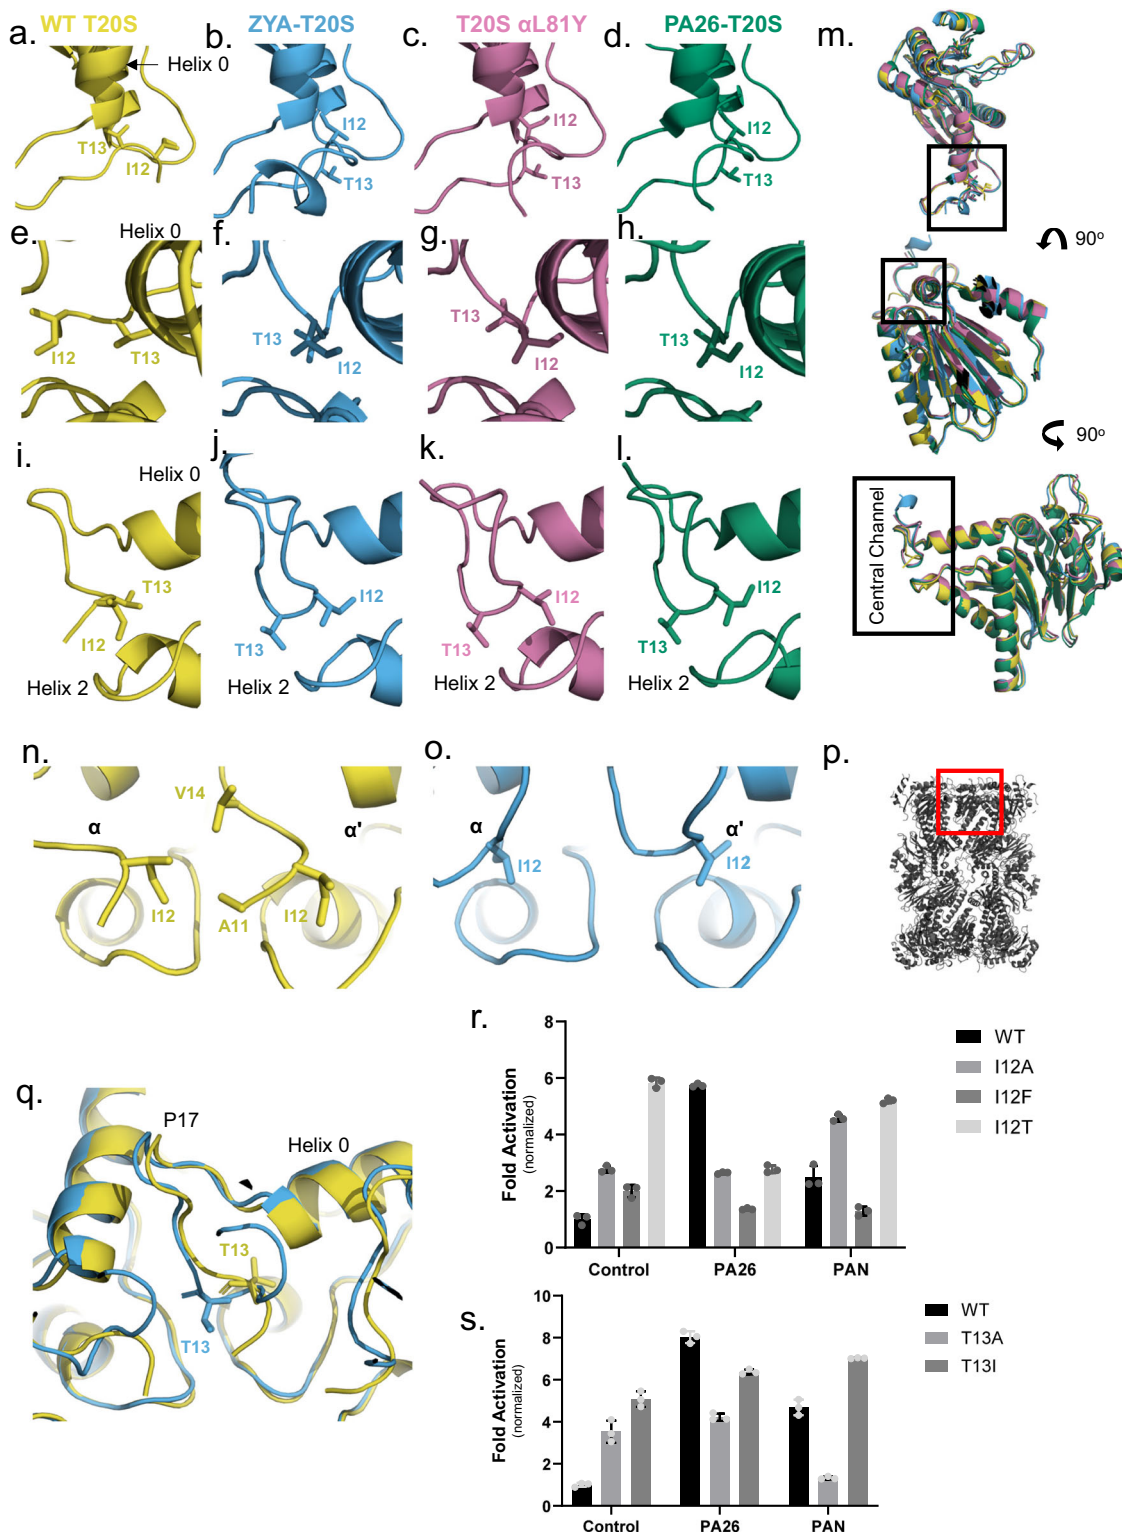 a.
WT T20S
b.
ZYA-T20S
c.
T20S αL81Y
d.
PA26-T20S
m.
Helix 0
T13
I12
I12
T13
I12
T13
I12
T13
e.
Helix 0
f.
g.
h.
90o
I12
T13
T13
I12
T13
I12
T13
I12
i.
Helix 0
j.
k.
l.
90o
T13
I12
Helix 2
I12
T13
Helix 2
I12
T13
Helix 2
I12
T13
Helix 2
Central Channel
n.
V14
α
α'
I12
A11
I12
o.
α
α'
I12
I12
p.
q.
P17
Helix 0
T13
T13
r.
Fold Activation
(normalized)
8
6
4
2
0
Control
PA26
PAN
WT
I12A
I12F
I12T
s.
Fold Activation
(normalized)
10
8
6
4
2
0
Control
PA26
PAN
WT
T13A
T13I